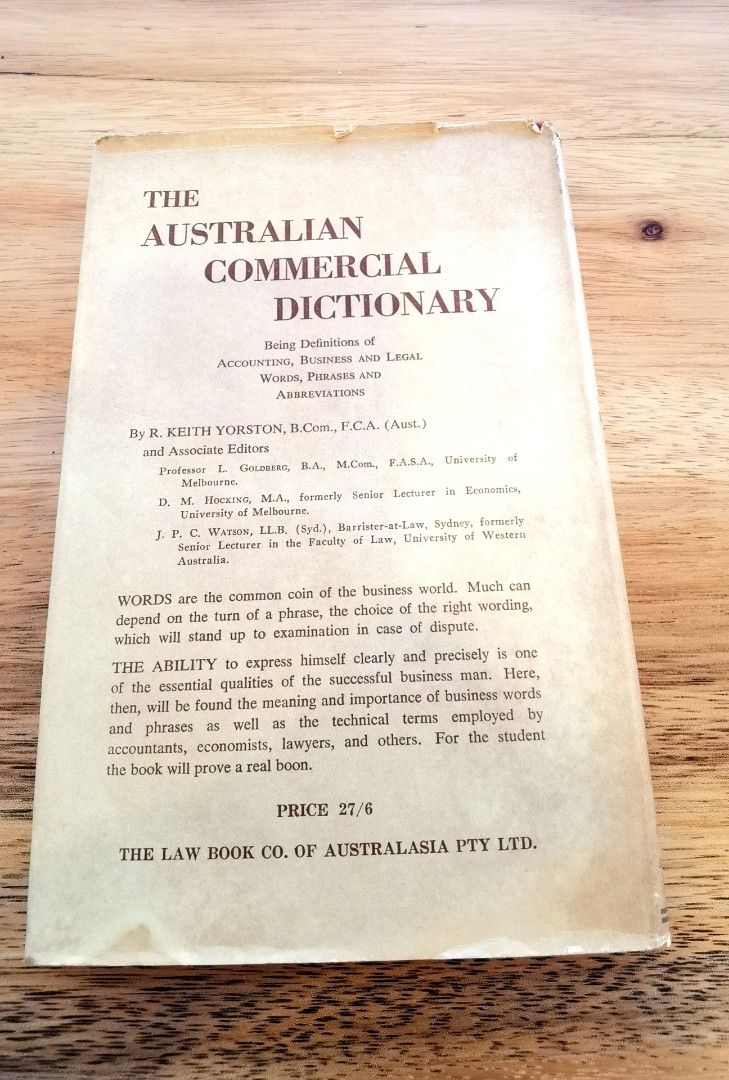 THE
AUSTRALIAN
COMMERCIAL
DICTIONARY
Being Definitions of
ACCOUNTING, BUSINESS AND LEGAL
WORDS, PHRASES AND
ABBREVIATIONS
By R. KEITH YORSTON, B.Com., F.C.A. (Aust.)
and Associate Editors
Professor L. GOLDBERG, B.A., M.Com., F.A.S.A., University of
Melbourne.
D. M. HOCKING, M.A., formerly Senior Lecturer in Economics,
University of Melbourne.
J. P. C. WATSON, LL.B. (Syd.), Barrister-at-Law, Sydney, formerly
Senior Lecturer in the Faculty of Law, University of Western
Australia.
WORDS are the common coin of the business world. Much can
depend on the turn of a phrase, the choice of the right wording,
which will stand up to examination in case of dispute.
THE ABILITY to express himself clearly and precisely is one
of the essential qualities of the successful business man. Here,
then, will be found the meaning and importance of business words
and phrases as well as the technical terms employed by
accountants, economists, lawyers, and others. For the student
the book will prove a real boon.
PRICE 27/6
THE LAW BOOK CO. OF AUSTRALASIA PTY LTD.